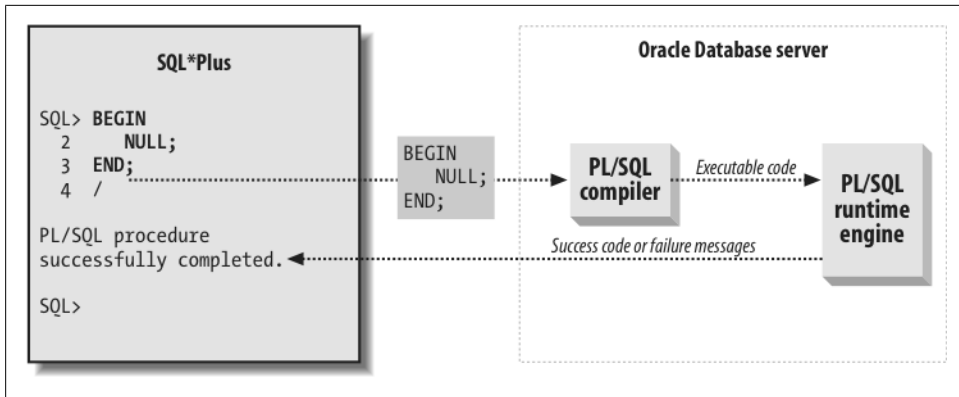 SQL*Plus
SQL> BEGIN
2 NULL;
3 END;
4 /
PL/SQL procedure
successfully completed.
SQL>
BEGIN
NULL;
END;
Oracle Database server
PL/SQL
compiler
Executable code
PL/SQL
runtime
engine
Success code or failure messages